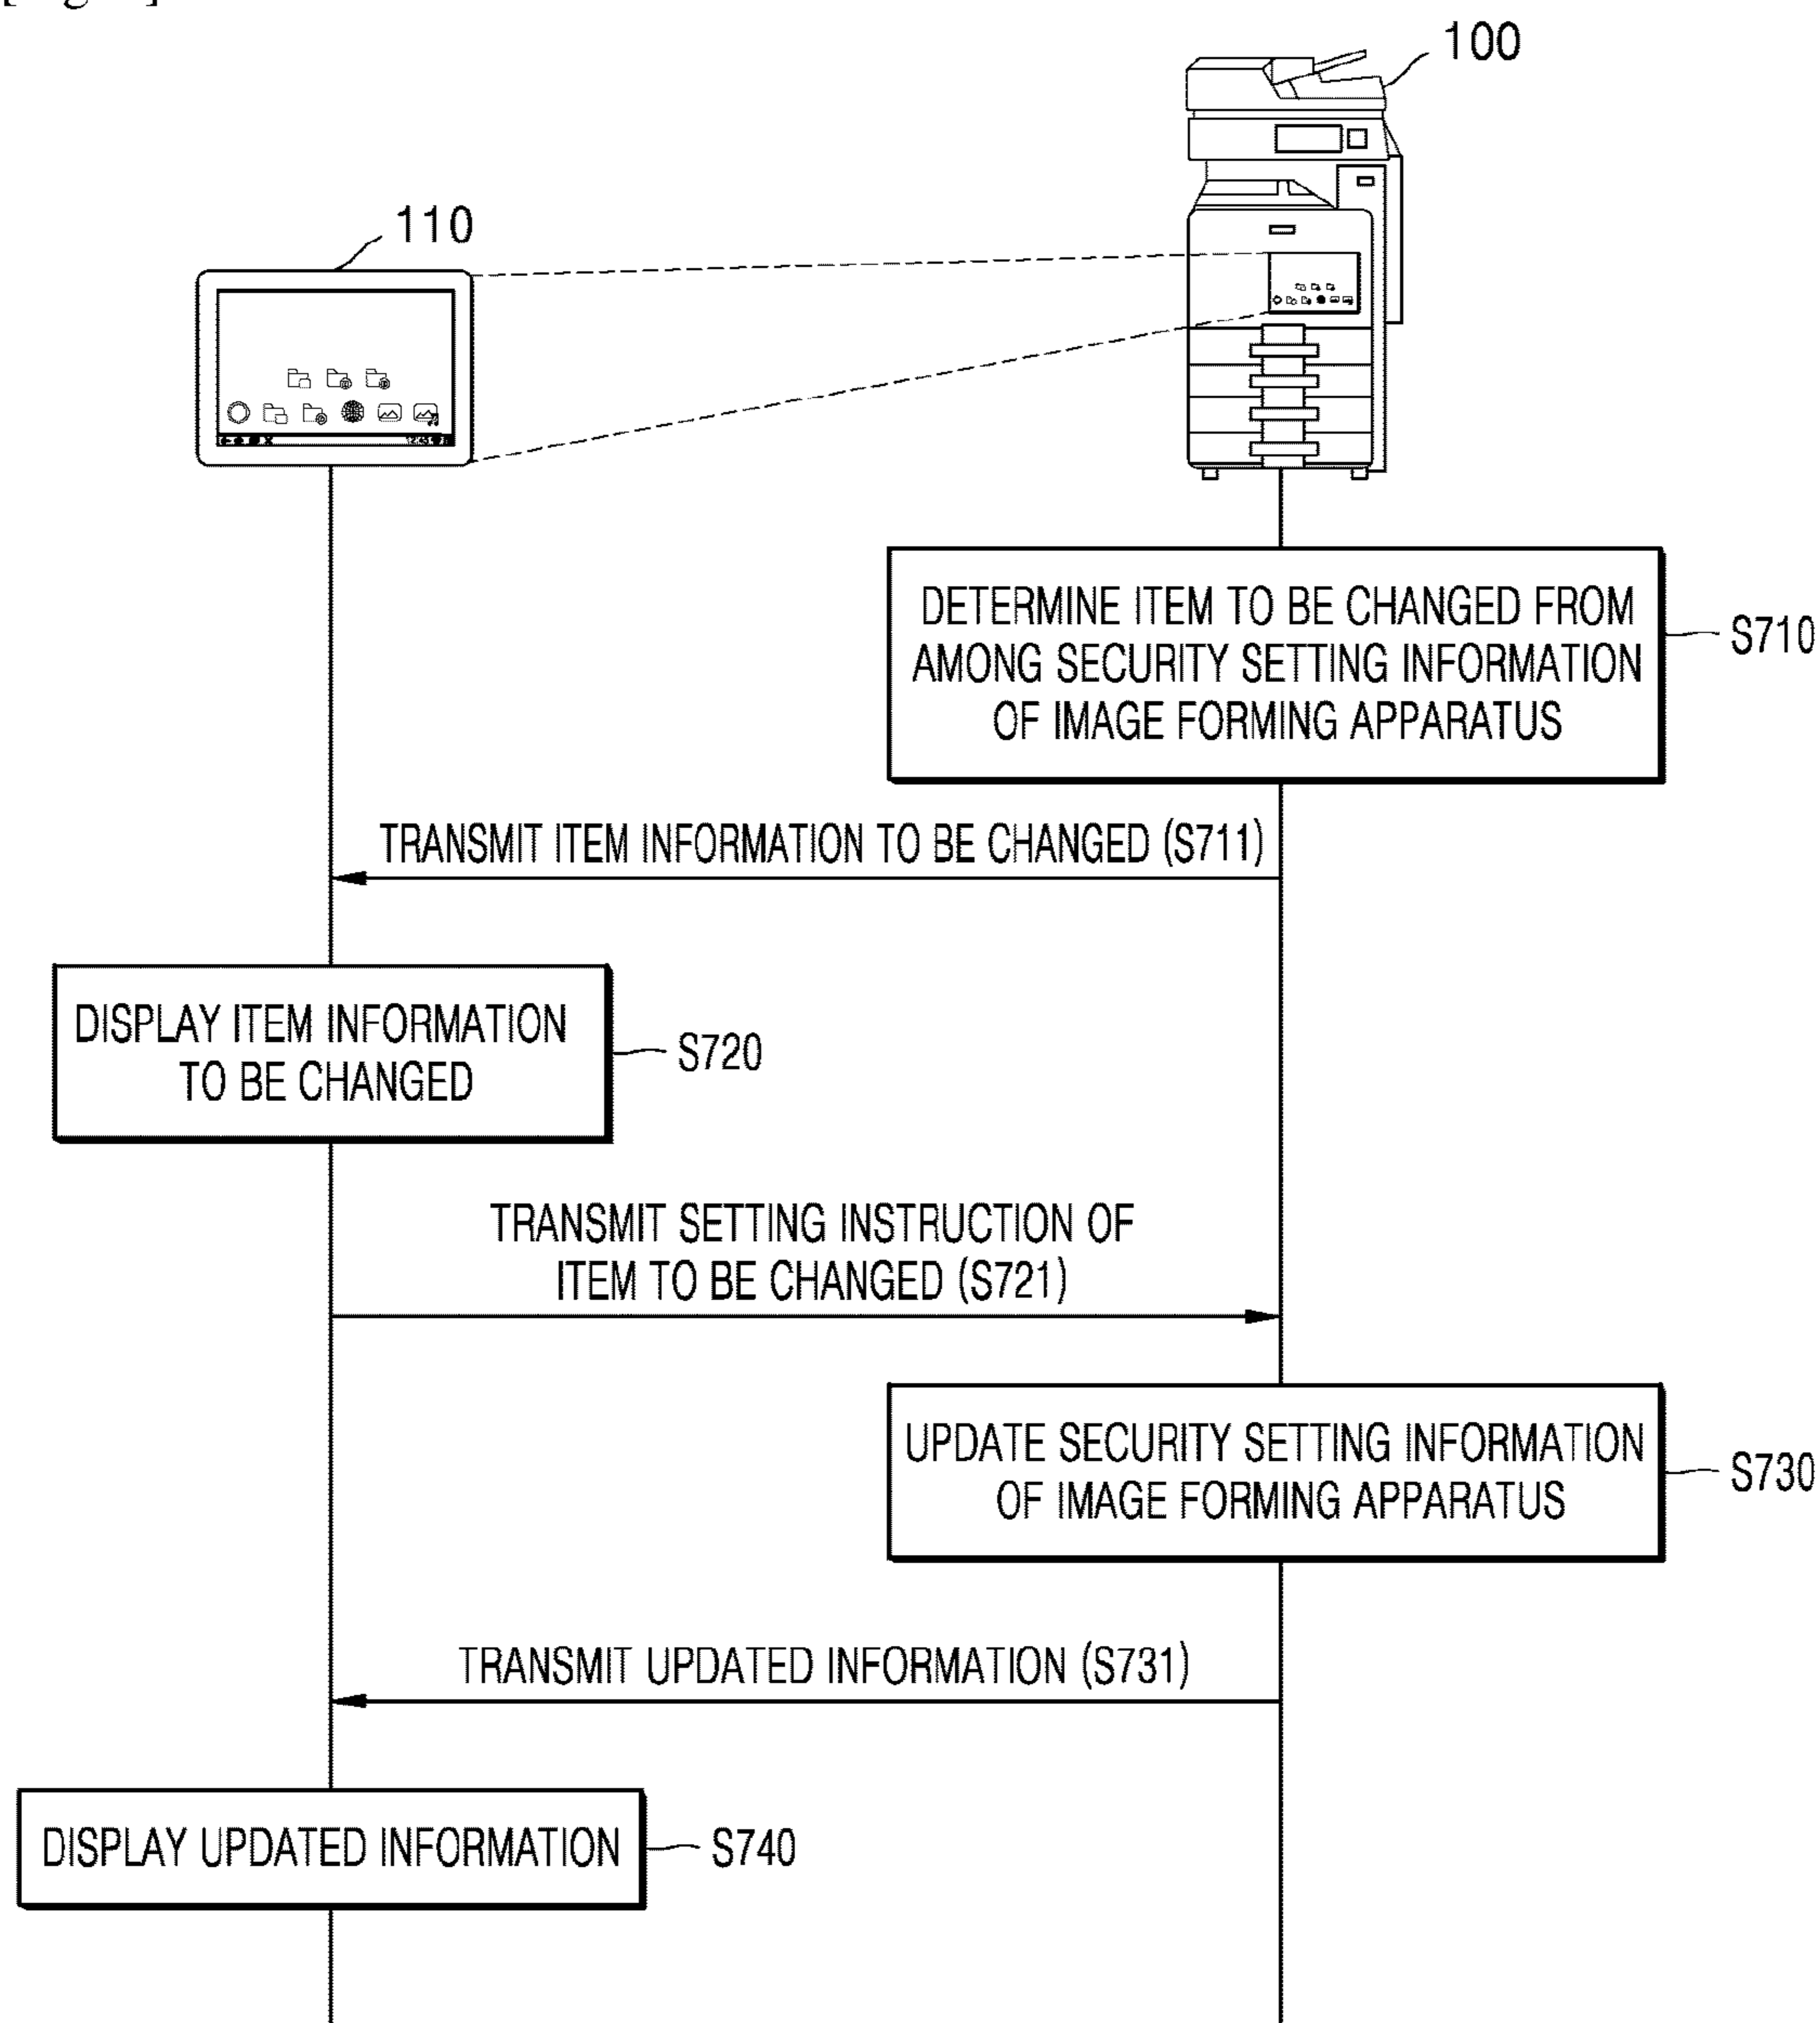 100
110
12:45
DETERMINE ITEM TO BE CHANGED FROM
AMONG SECURITY SETTING INFORMATION
OF IMAGE FORMING APPARATUS
S710
TRANSMIT ITEM INFORMATION TO BE CHANGED (S711)
DISPLAY ITEM INFORMATION
TO BE CHANGED
S720
TRANSMIT SETTING INSTRUCTION OF
ITEM TO BE CHANGED (S721)
UPDATE SECURITY SETTING INFORMATION
OF IMAGE FORMING APPARATUS
S730
TRANSMIT UPDATED INFORMATION (S731)
DISPLAY UPDATED INFORMATION
S740